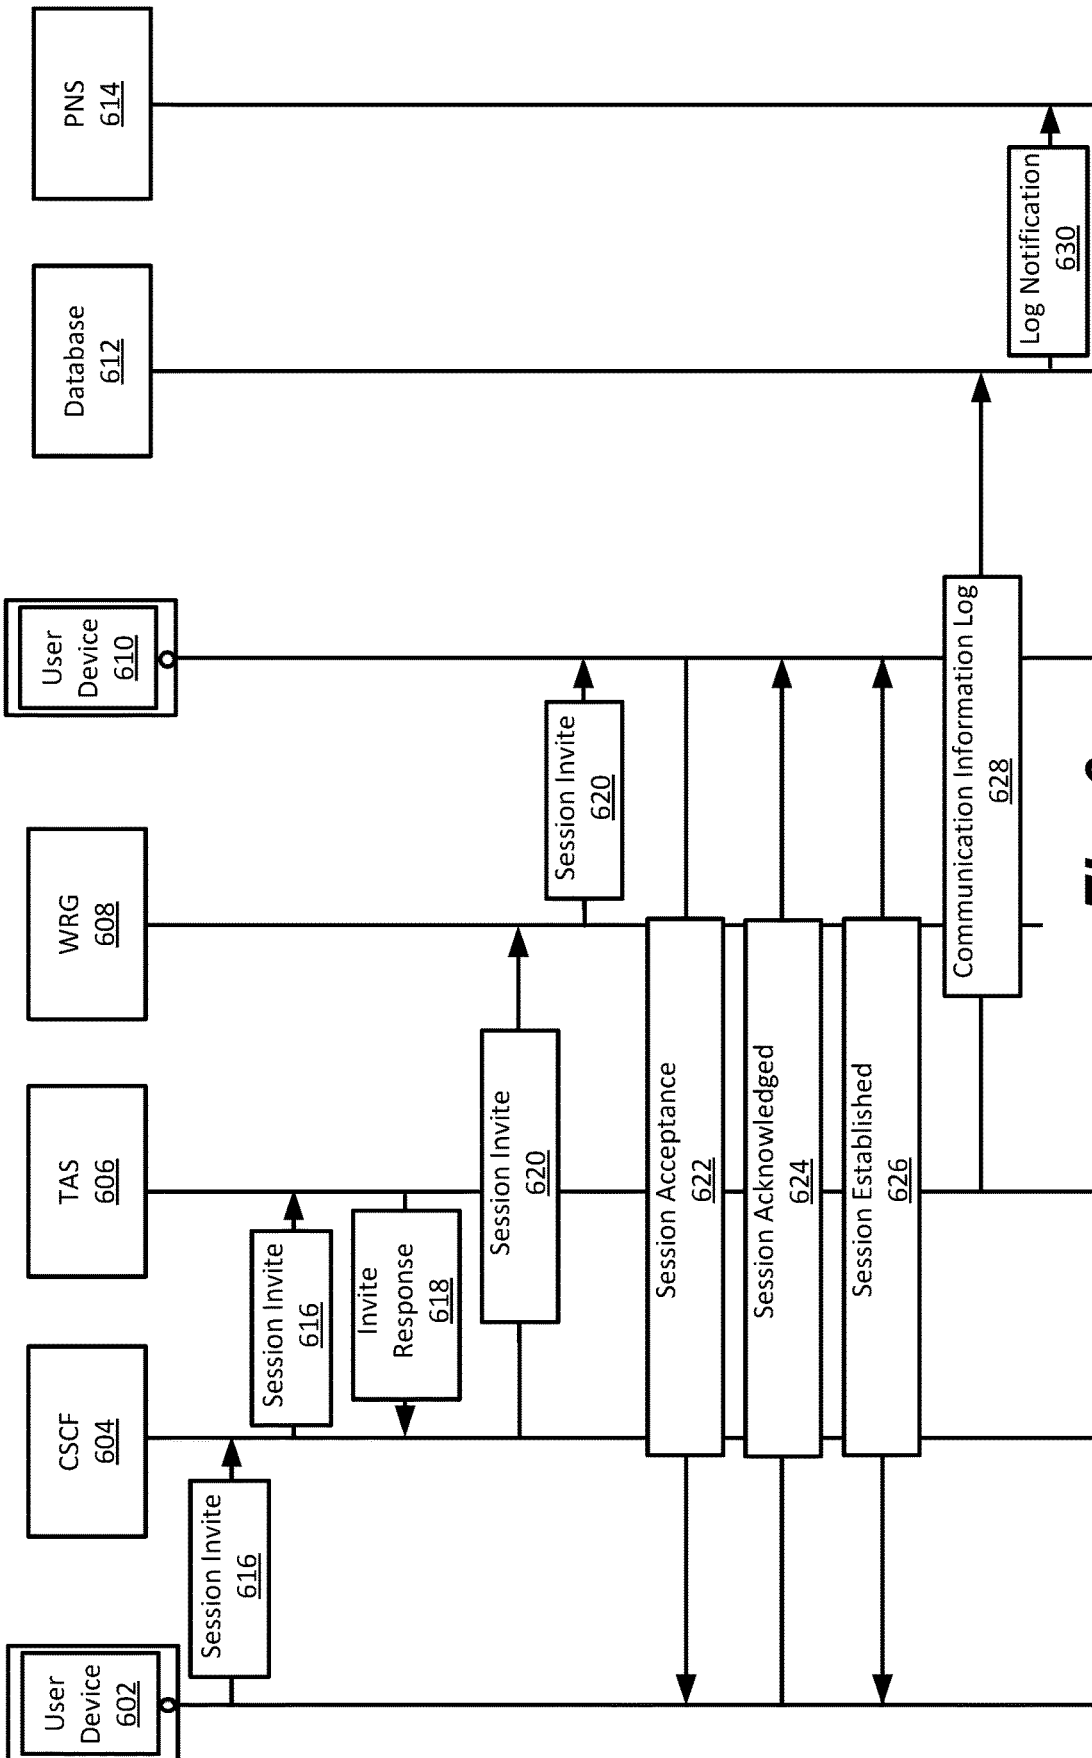 User
Device
602
CSCF
604
TAS
606
WRG
608
User
Device
610
Database
612
PNS
614
Session Invite
616
Session Invite
616
Invite
Response
618
Session Invite
620
Session Invite
620
Session Acceptance
622
Session Acknowledged
624
Session Established
626
Communication Information Log
628
Log Notification
630